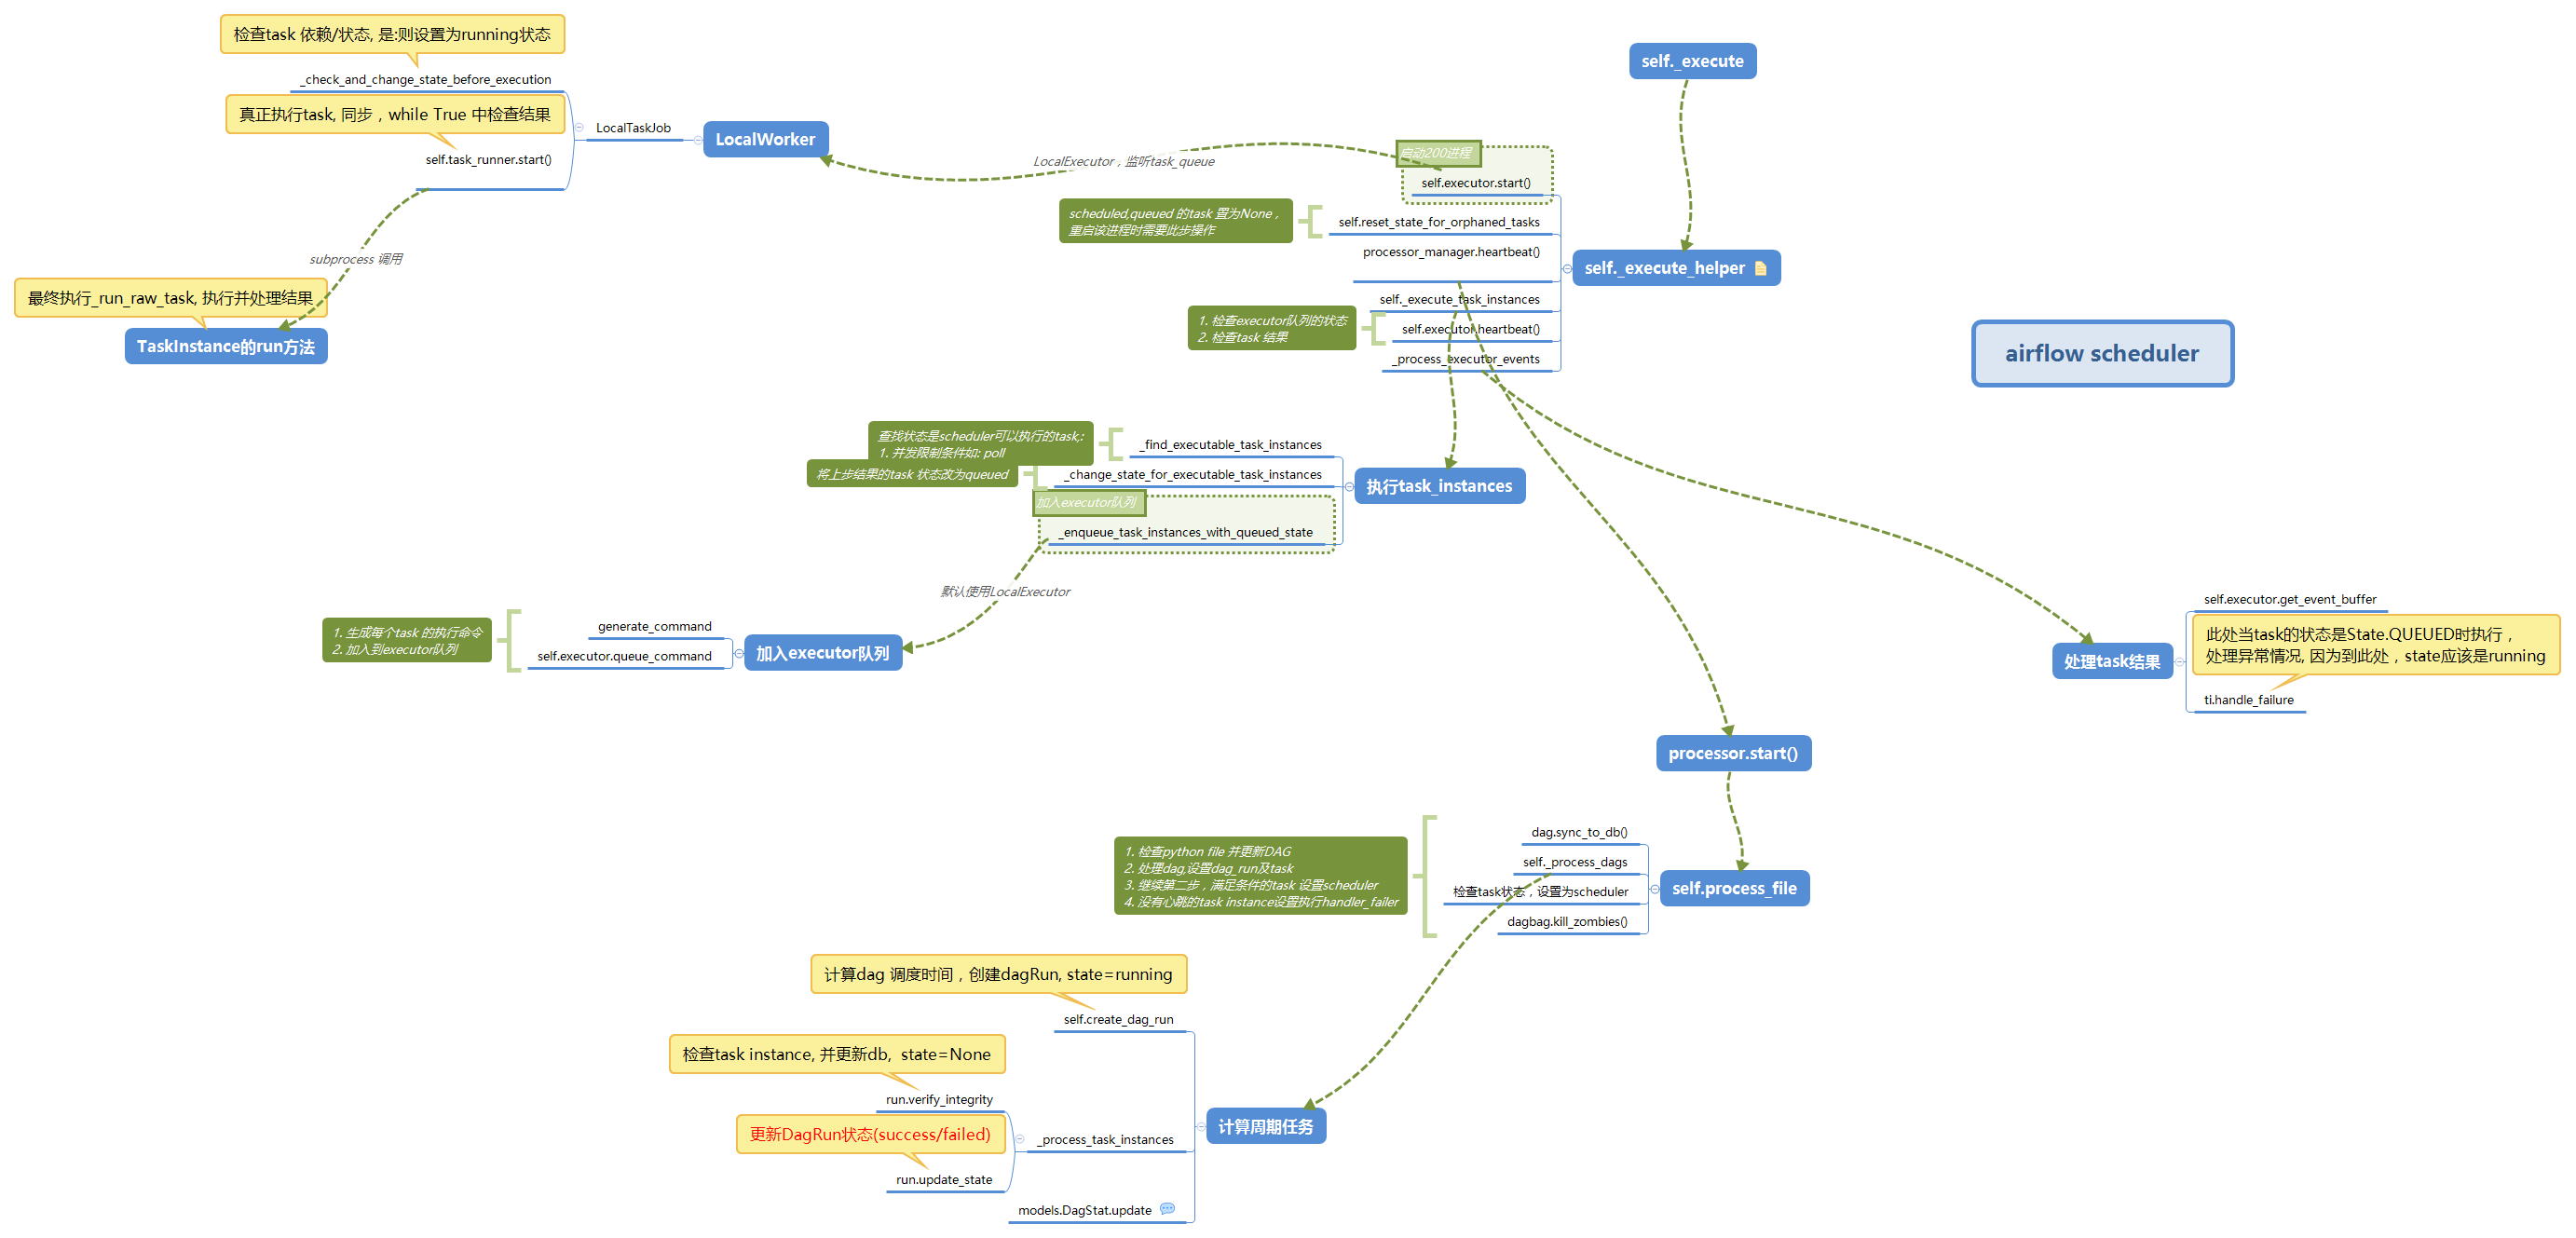 检查task 依赖/状态, 是:则设置为running状态
_check_and_change_state_before_execution
真正执行task, 同步，while True 中检查结果
self.task_runner.start()
LocalTaskJob
LocalWorker
subprocess 调用
最终执行_run_raw_task, 执行并处理结果
TaskInstance的run方法
LocalExecutor，监听task_queue
self._execute
启动200进程
self.executor.start()
scheduled,queued 的task 置为None，
重启该进程时需要此步操作
self.reset_state_for_orphaned_tasks
processor_manager.heartbeat()
self._execute_helper
self._execute_task_instances
1. 检查executor队列的状态
2. 检查task 结果
self.executor.heartbeat()
_process_executor_events
airflow scheduler
查找状态是scheduler可以执行的task,:
1. 并发限制条件如: poll
_find_executable_task_instances
将上步结果的task 状态改为queued
_change_state_for_executable_task_instances
执行task_instances
加入executor队列
_enqueue_task_instances_with_queued_state
默认使用LocalExecutor
1. 生成每个task 的执行命令
2. 加入到executor队列
generate_command
self.executor.queue_command
加入executor队列
self.executor.get_event_buffer
此处当task的状态是State.QUEUED时执行，
处理异常情况, 因为到此处，state应该是running
处理task结果
ti.handle_failure
processor.start()
1. 检查python file 并更新DAG
2. 处理dag,设置dag_run及task
3. 继续第二步，满足条件的task 设置scheduler
4. 没有心跳的task instance设置执行handler_failer
dag.sync_to_db()
self._process_dags
检查task状态，设置为scheduler
dagbag.kill_zombies()
self.process_file
计算dag 调度时间，创建dagRun, state=running
self.create_dag_run
检查task instance, 并更新db,  state=None
run.verify_integrity
更新DagRun状态(success/failed)
run.update_state
_process_task_instances
计算周期任务
models.DagStat.update